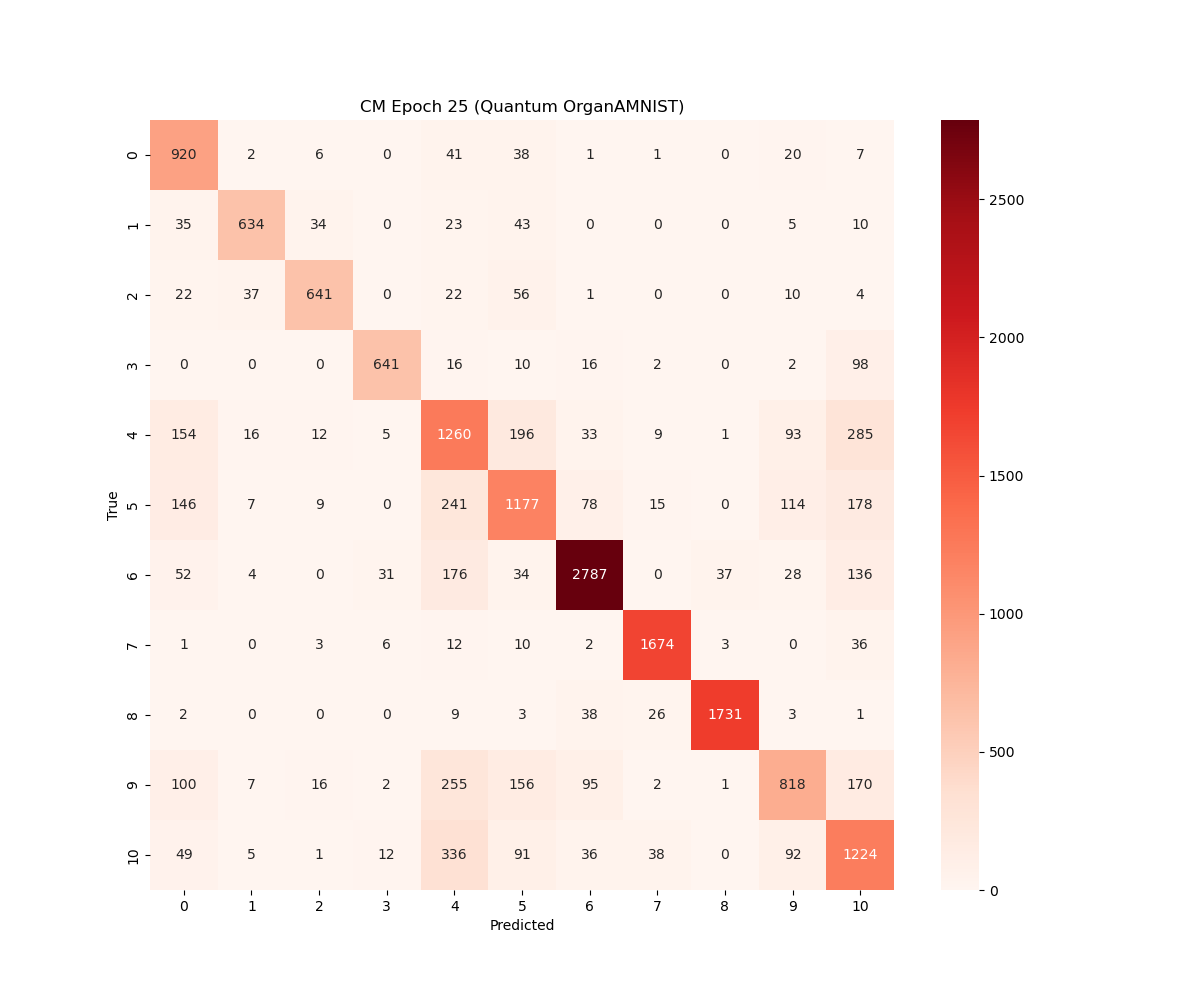 CM Epoch 25 (Quantum OrganAMNIST)
0 920 2 6 0 41 38 1 1 0 20 7
1 35 634 34 0 23 43 0 0 0 5 10
2 22 37 641 0 22 56 1 0 0 10 4
3 0 0 0 641 16 10 16 2 0 2 98
4 154 16 12 5 1260 196 33 9 1 93 285
5 146 7 9 0 241 1177 78 15 0 114 178
6 52 4 0 31 176 34 2787 0 37 28 136
7 1 0 3 6 12 10 2 1674 3 0 36
8 2 0 0 0 9 3 38 26 1731 3 1
9 100 7 16 2 255 156 95 2 1 818 170
10 49 5 1 12 336 91 36 38 0 92 1224
0 1 2 3 4 5 6 7 8 9 10
Predicted
True
2500
2000
1500
1000
500
0